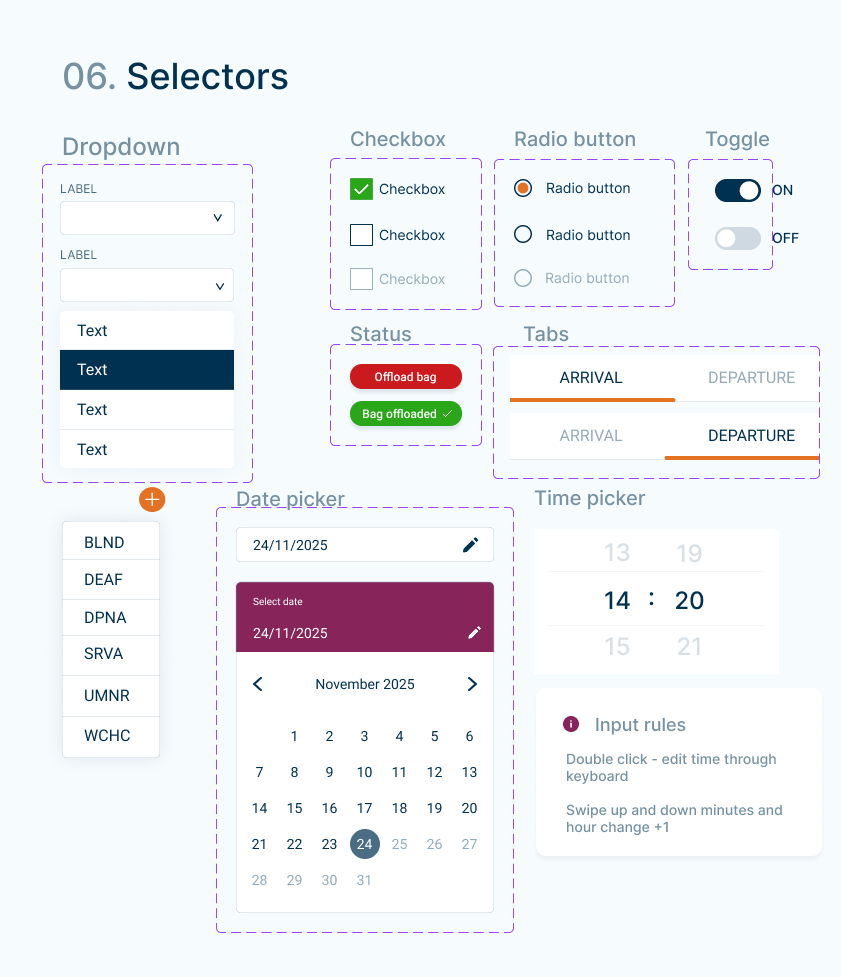 06. Selectors
Dropdown
LABEL
LABEL
Text
Text
Text
Text
Checkbox
Checkbox
Checkbox
Checkbox
Radio button
Radio button
Radio button
Radio button
Toggle
ON
OFF
Status
Offload bag
Bag offloaded
Tabs
ARRIVAL DEPARTURE
ARRIVAL DEPARTURE
BLND
DEAF
DPNA
SRVA
UMNR
WCHC
Date picker
24/11/2025
Select date
24/11/2025
November 2025
1 2 3 4 5 6
7 8 9 10 11 12 13
14 15 16 17 18 19 20
21 22 23 24 25 26 27
28 29 30 31
Time picker
13 19
14 : 20
15 21
Input rules
Double click - edit time through
keyboard
Swipe up and down minutes and
hour change +1